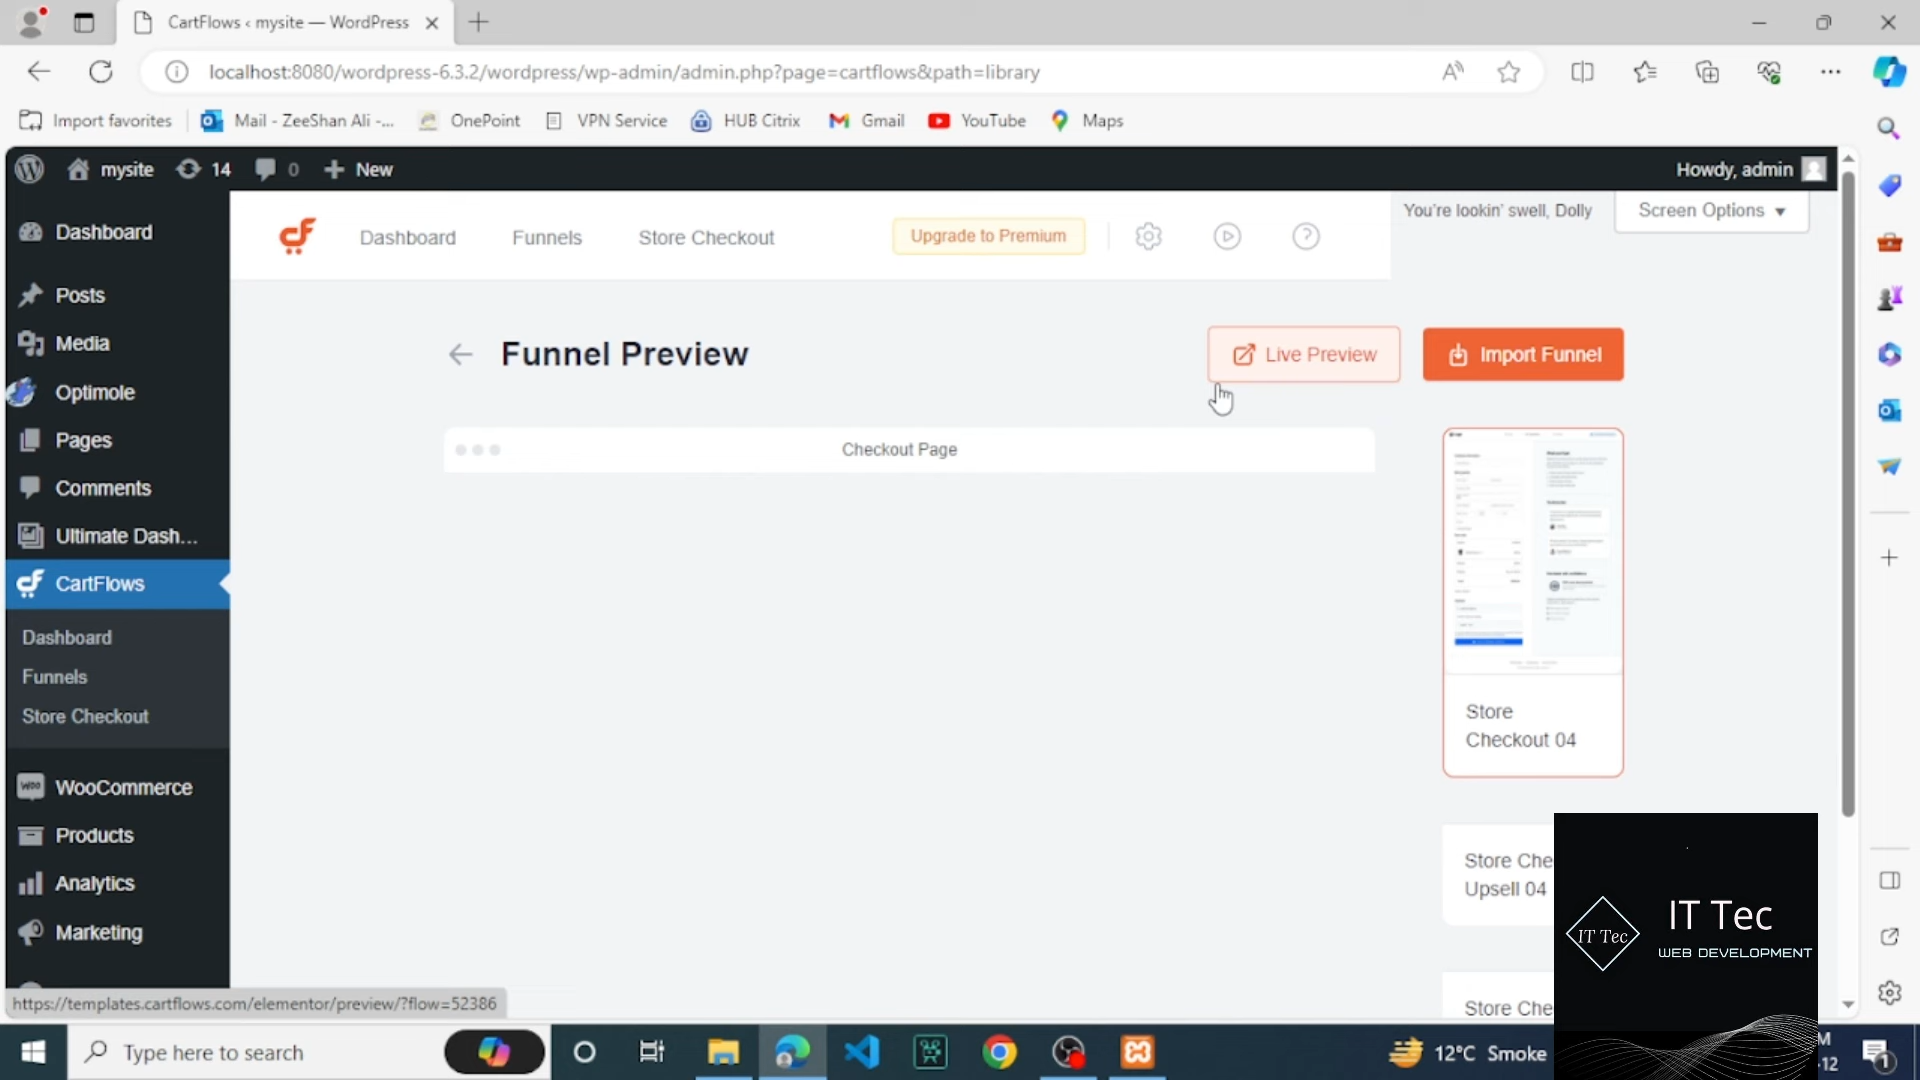 CartFlows ‹ mysite — WordPress
localhost:8080/wordpress-6.3.2/wordpress/wp-admin/admin.php?page=cartflows&path=library
Import favorites
Mail - ZeeShan Ali -...
OnePoint
VPN Service
HUB Citrix
Gmail
YouTube
Maps
mysite
14
0
New
Howdy, admin
Dashboard
Posts
Media
Optimole
Pages
Comments
Ultimate Dash...
CartFlows
Dashboard
Funnels
Store Checkout
WooCommerce
Products
Analytics
Marketing
Dashboard
Funnels
Store Checkout
Upgrade to Premium
You're lookin' swell, Dolly
Screen Options
Funnel Preview
Live Preview
Import Funnel
Checkout Page
Store
Checkout 04
Store Che
Upsell 04
Store Che
IT Tec
IT Tec
WEB DEVELOPMENT
https://templates.cartflows.com/elementor/preview/?flow=52386
Type here to search
12°C Smoke
M
-12
1